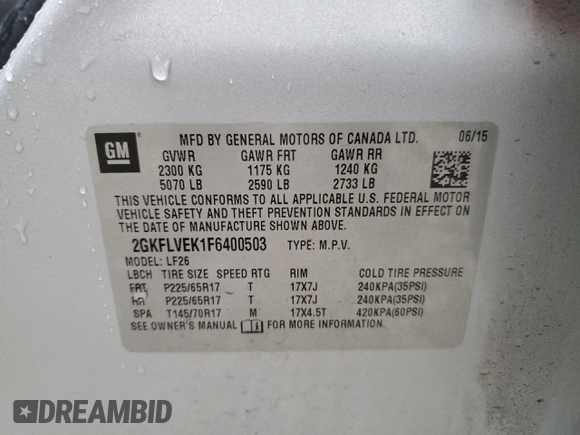 GM
MFD BY GENERAL MOTORS OF CANADA LTD. 06/15
GVWR GAWR FRT GAWR RR
2300 KG 1175 KG 1240 KG
5070 LB 2590 LB 2733 LB
THIS VEHICLE CONFORMS TO ALL APPLICABLE U.S. FEDERAL MOTOR
VEHICLE SAFETY AND THEFT PREVENTION STANDARDS IN EFFECT ON
THE DATE OF MANUFACTURE SHOWN ABOVE.
2GKFLVEK1F6400503 TYPE: M.P.V.
MODEL: LF26
LBCH TIRE SIZE SPEED RTG RIM COLD TIRE PRESSURE
FRT P225/65R17 T 17X7J 240KPA(35PSI)
RR P225/65R17 T 17X7J 240KPA(35PSI)
SPA T145/70R17 M 17X4.5T 420KPA(60PSI)
SEE OWNER'S MANUAL FOR MORE INFORMATION.
DREAMBID